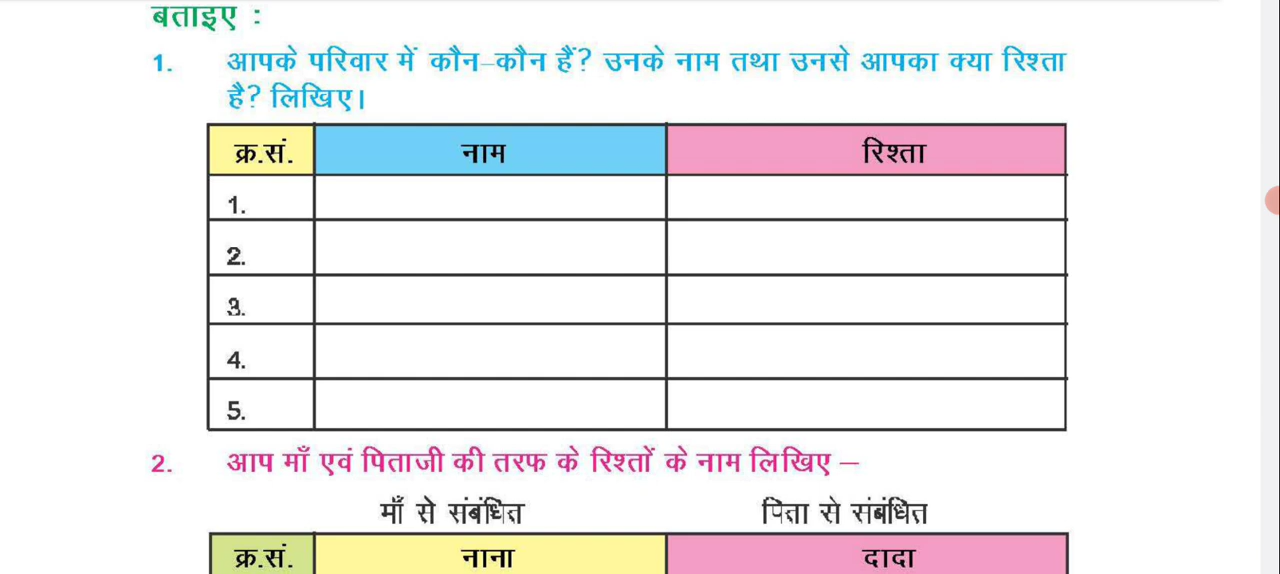 बताइए :
1. आपके परिवार में कौन–कौन हैं? उनके नाम तथा उनसे आपका क्या रिश्ता
है? लिखिए।
क्र.सं. नाम रिश्ता
1.
2.
3.
4.
5.
2. आप माँ एवं पिताजी की तरफ के रिश्तों के नाम लिखिए –
माँ से संबंधित पिता से संबंधित
क्र.सं. नाना दादा